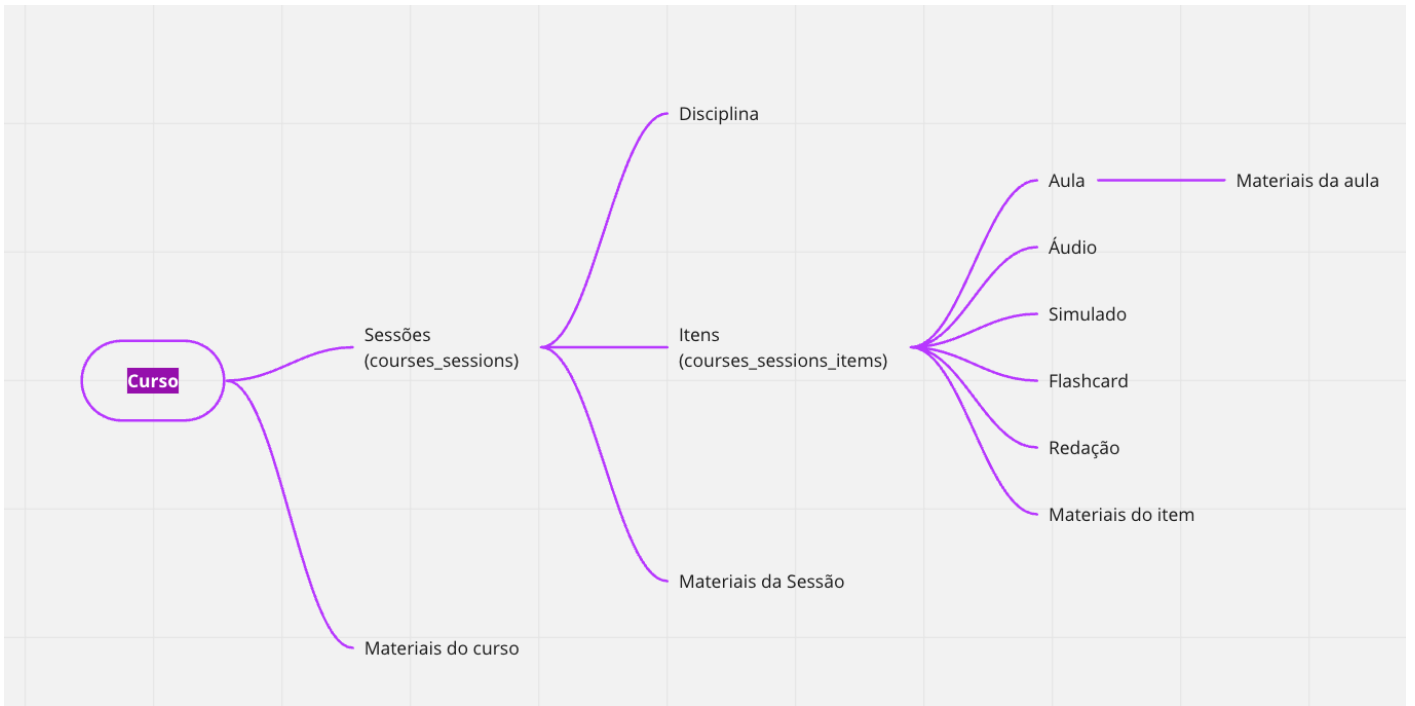 Curso
Sessões
(courses_sessions)
Materiais do curso
Disciplina
Itens
(courses_sessions_items)
Materiais da Sessão
Aula
Materiais da aula
Áudio
Simulado
Flashcard
Redação
Materiais do item